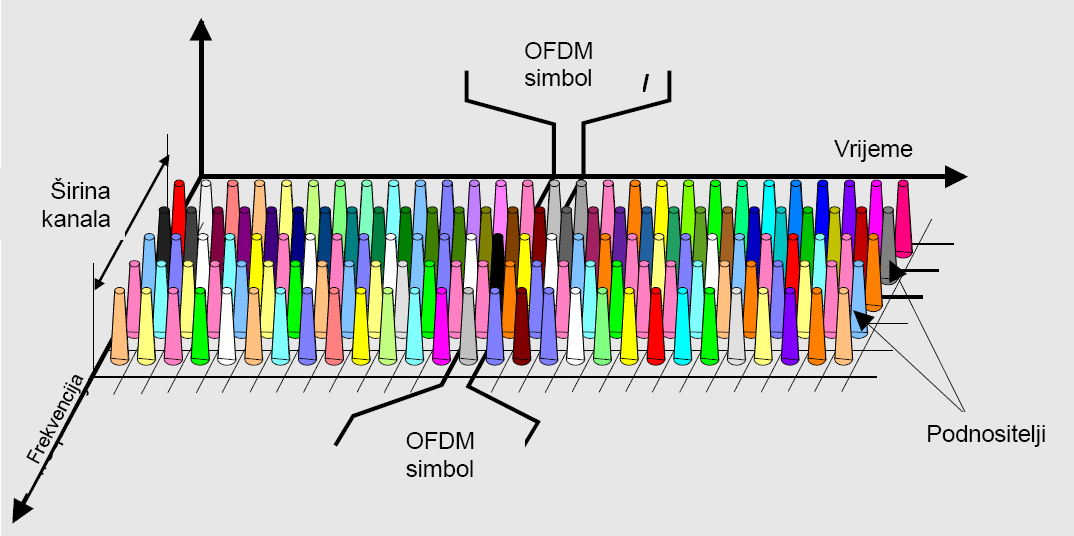 OFDM
simbol
l
Vrijeme
Širina
kanala
Frekvencija
OFDM
simbol
Podnositelji